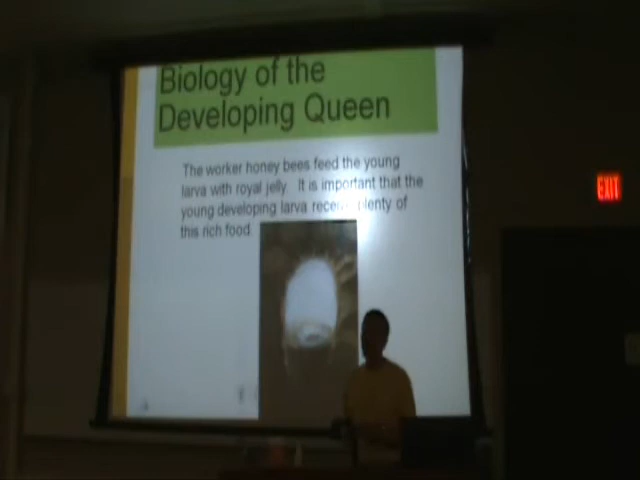 Biology of the
Developing Queen
The worker honey bees feed the young
larva with royal jelly. It is important that the
young developing larva receive plenty of
this rich food.
EXIT